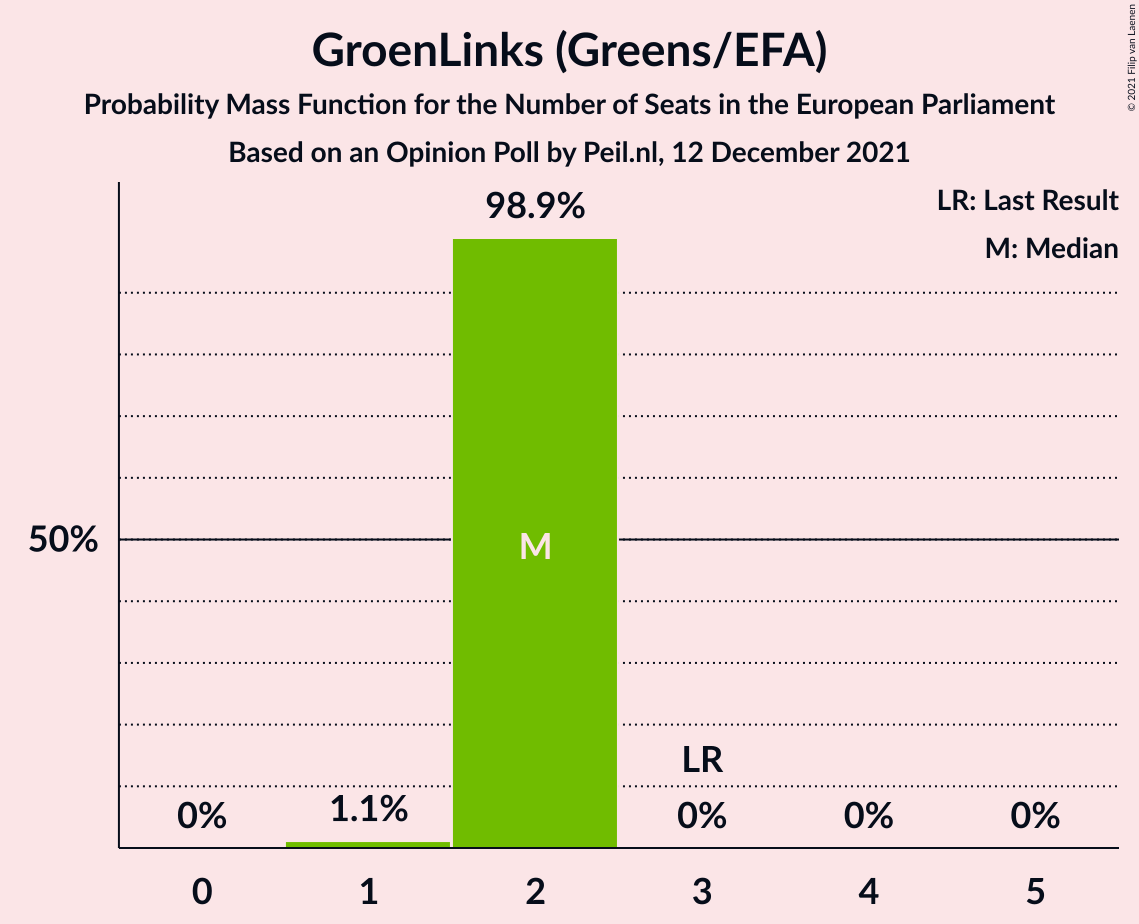 GroenLinks (Greens/EFA)
Probability Mass Function for the Number of Seats in the European Parliament
Based on an Opinion Poll by Peil.nl, 12 December 2021
© 2021 Filip van Laenen
LR: Last Result
M: Median
98.9%
50%
M
LR
0%
1.1%
0%
0%
0%
0 1 2 3 4 5